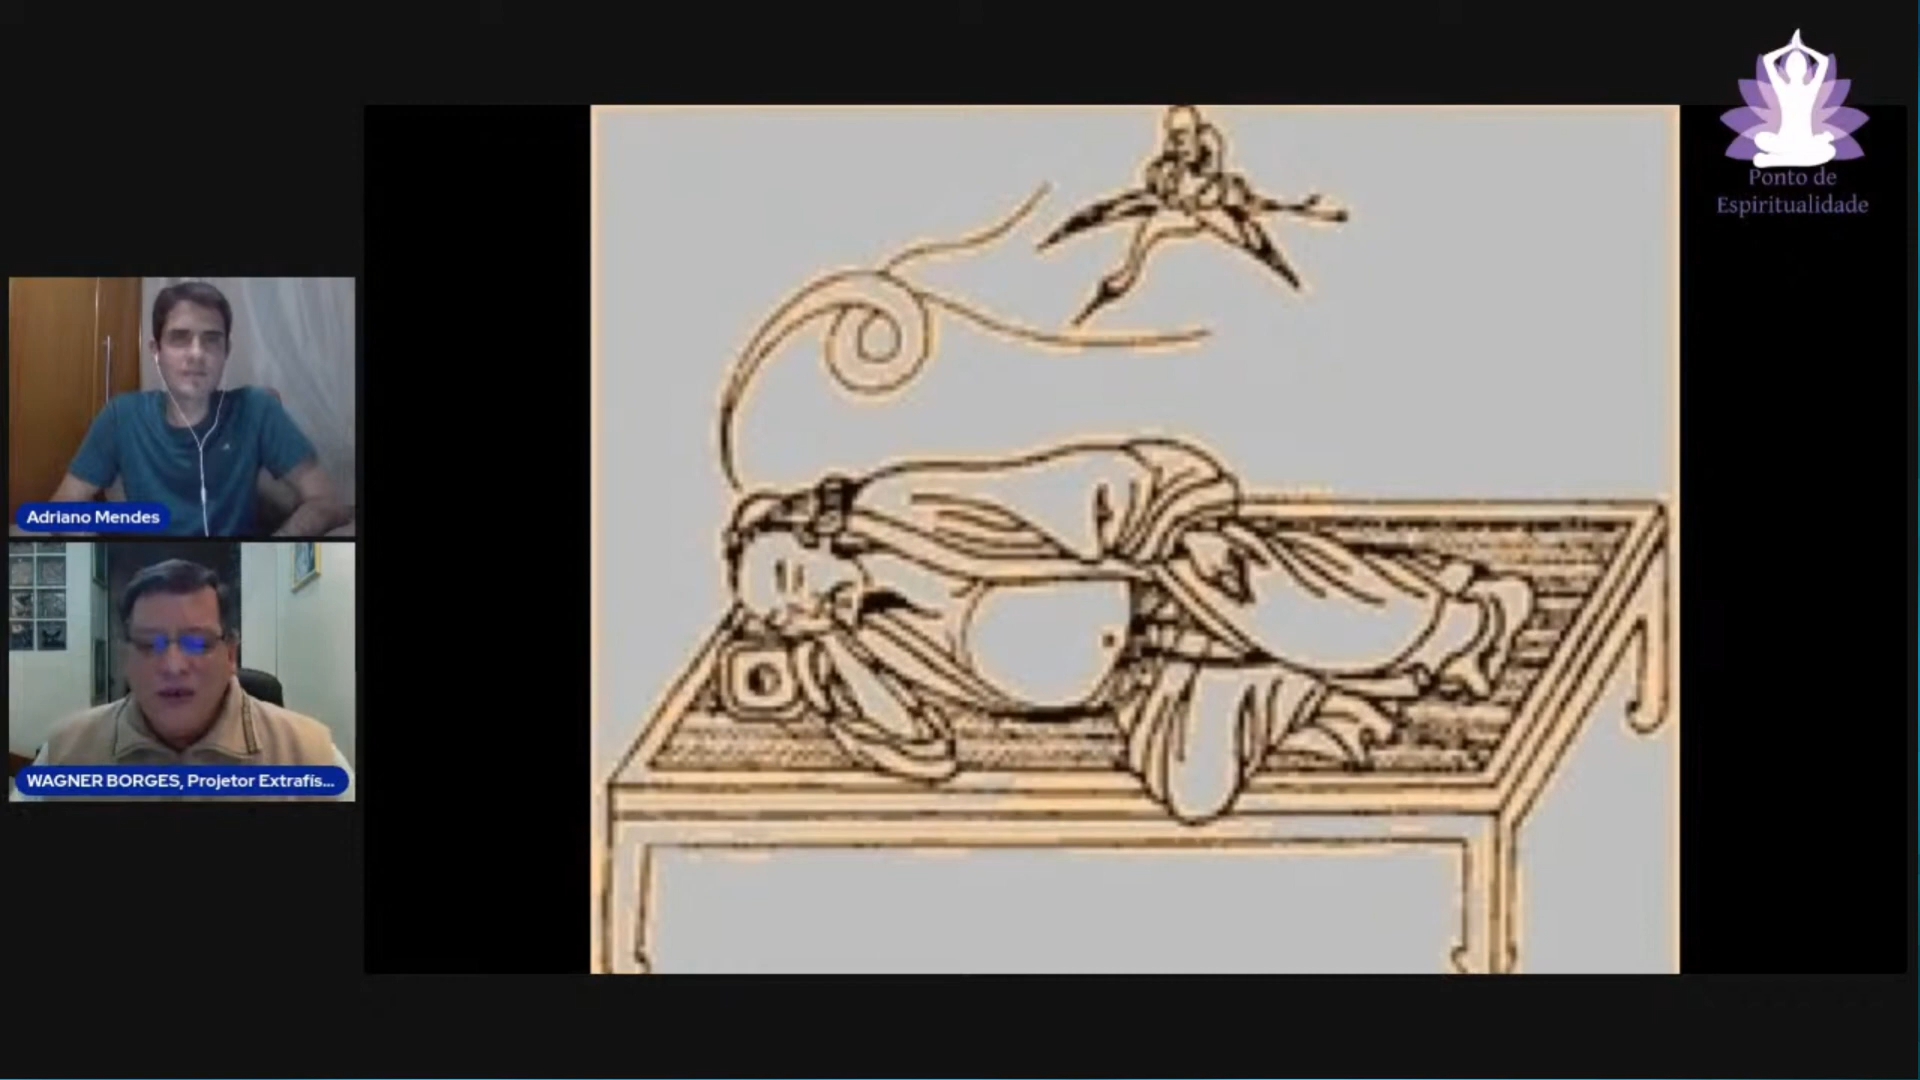 Ponto de
Espiritualidade
Adriano Mendes
WAGNER BORGES, Projetor Extrafís...